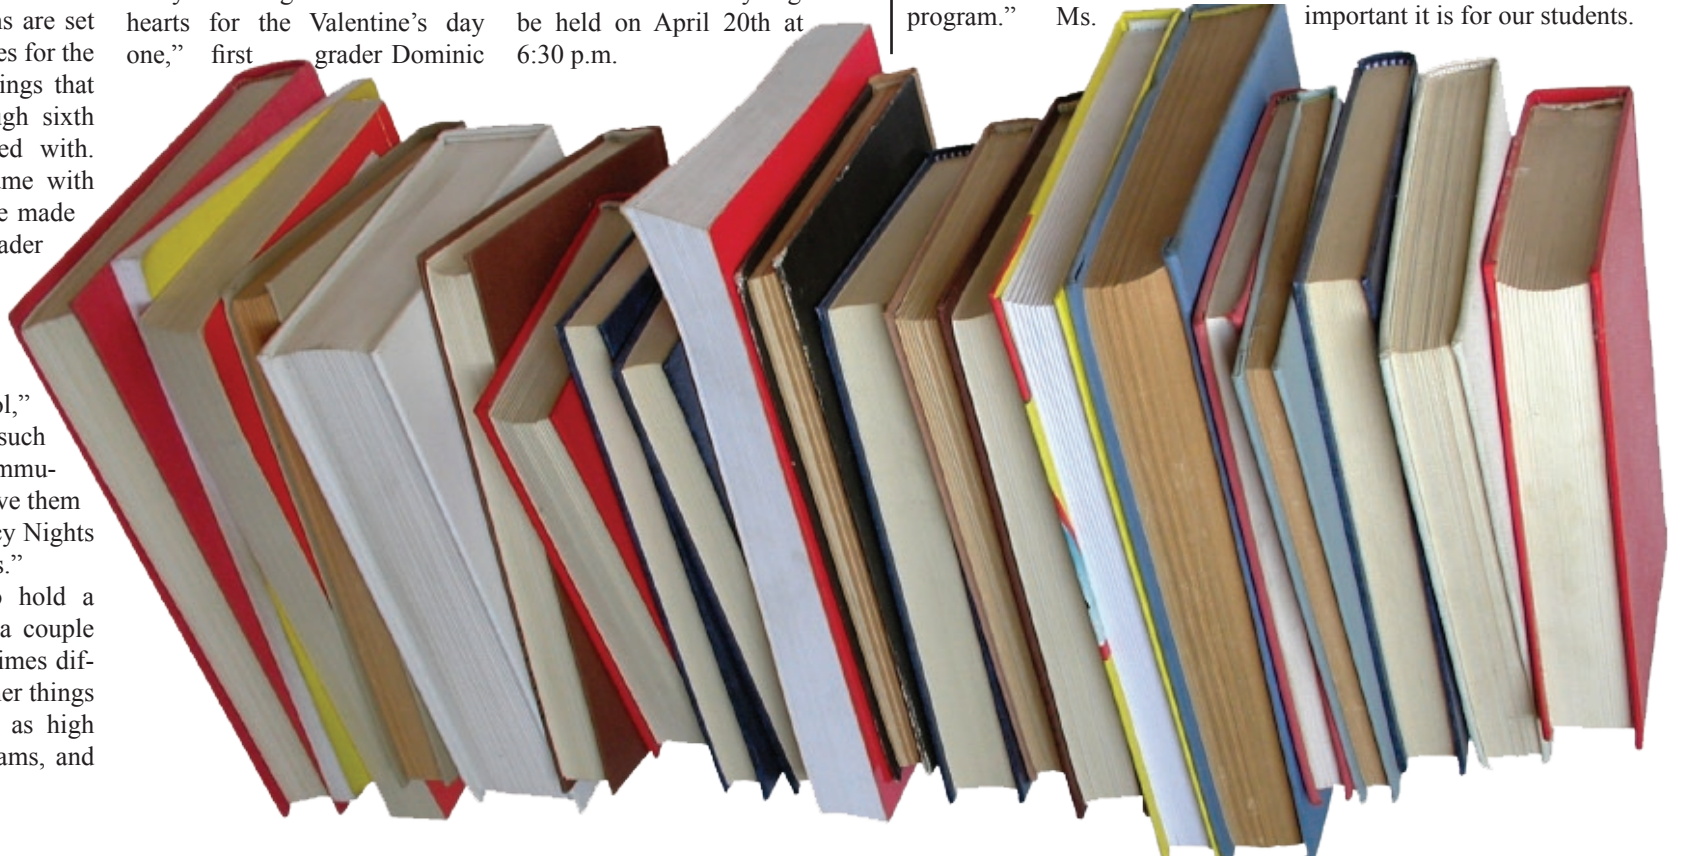 ns are set
es for the
ings that
gh sixth
ed with.
me with
e made
ader
ol,”
such
mmu-
ve them
cy Nights
s.”
o hold a
a couple
imes dif-
er things
as high
ams, and
hearts for the Valentine’s day
one,” first grader Dominic
be held on April 20th at
6:30 p.m.
program.” Ms.
important it is for our students.